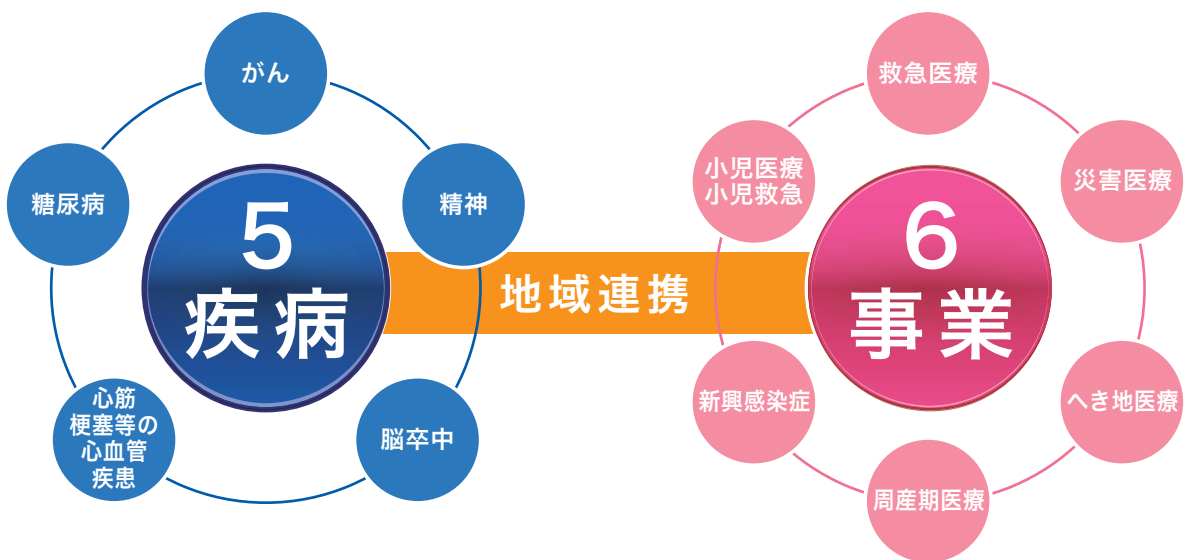 がん
精神
脳卒中
心筋
梗塞等の
心血管
疾患
糖尿病
5
疾病
地域連携
6
事業
救急医療
災害医療
へき地医療
周産期医療
新興感染症
小児医療
小児救急